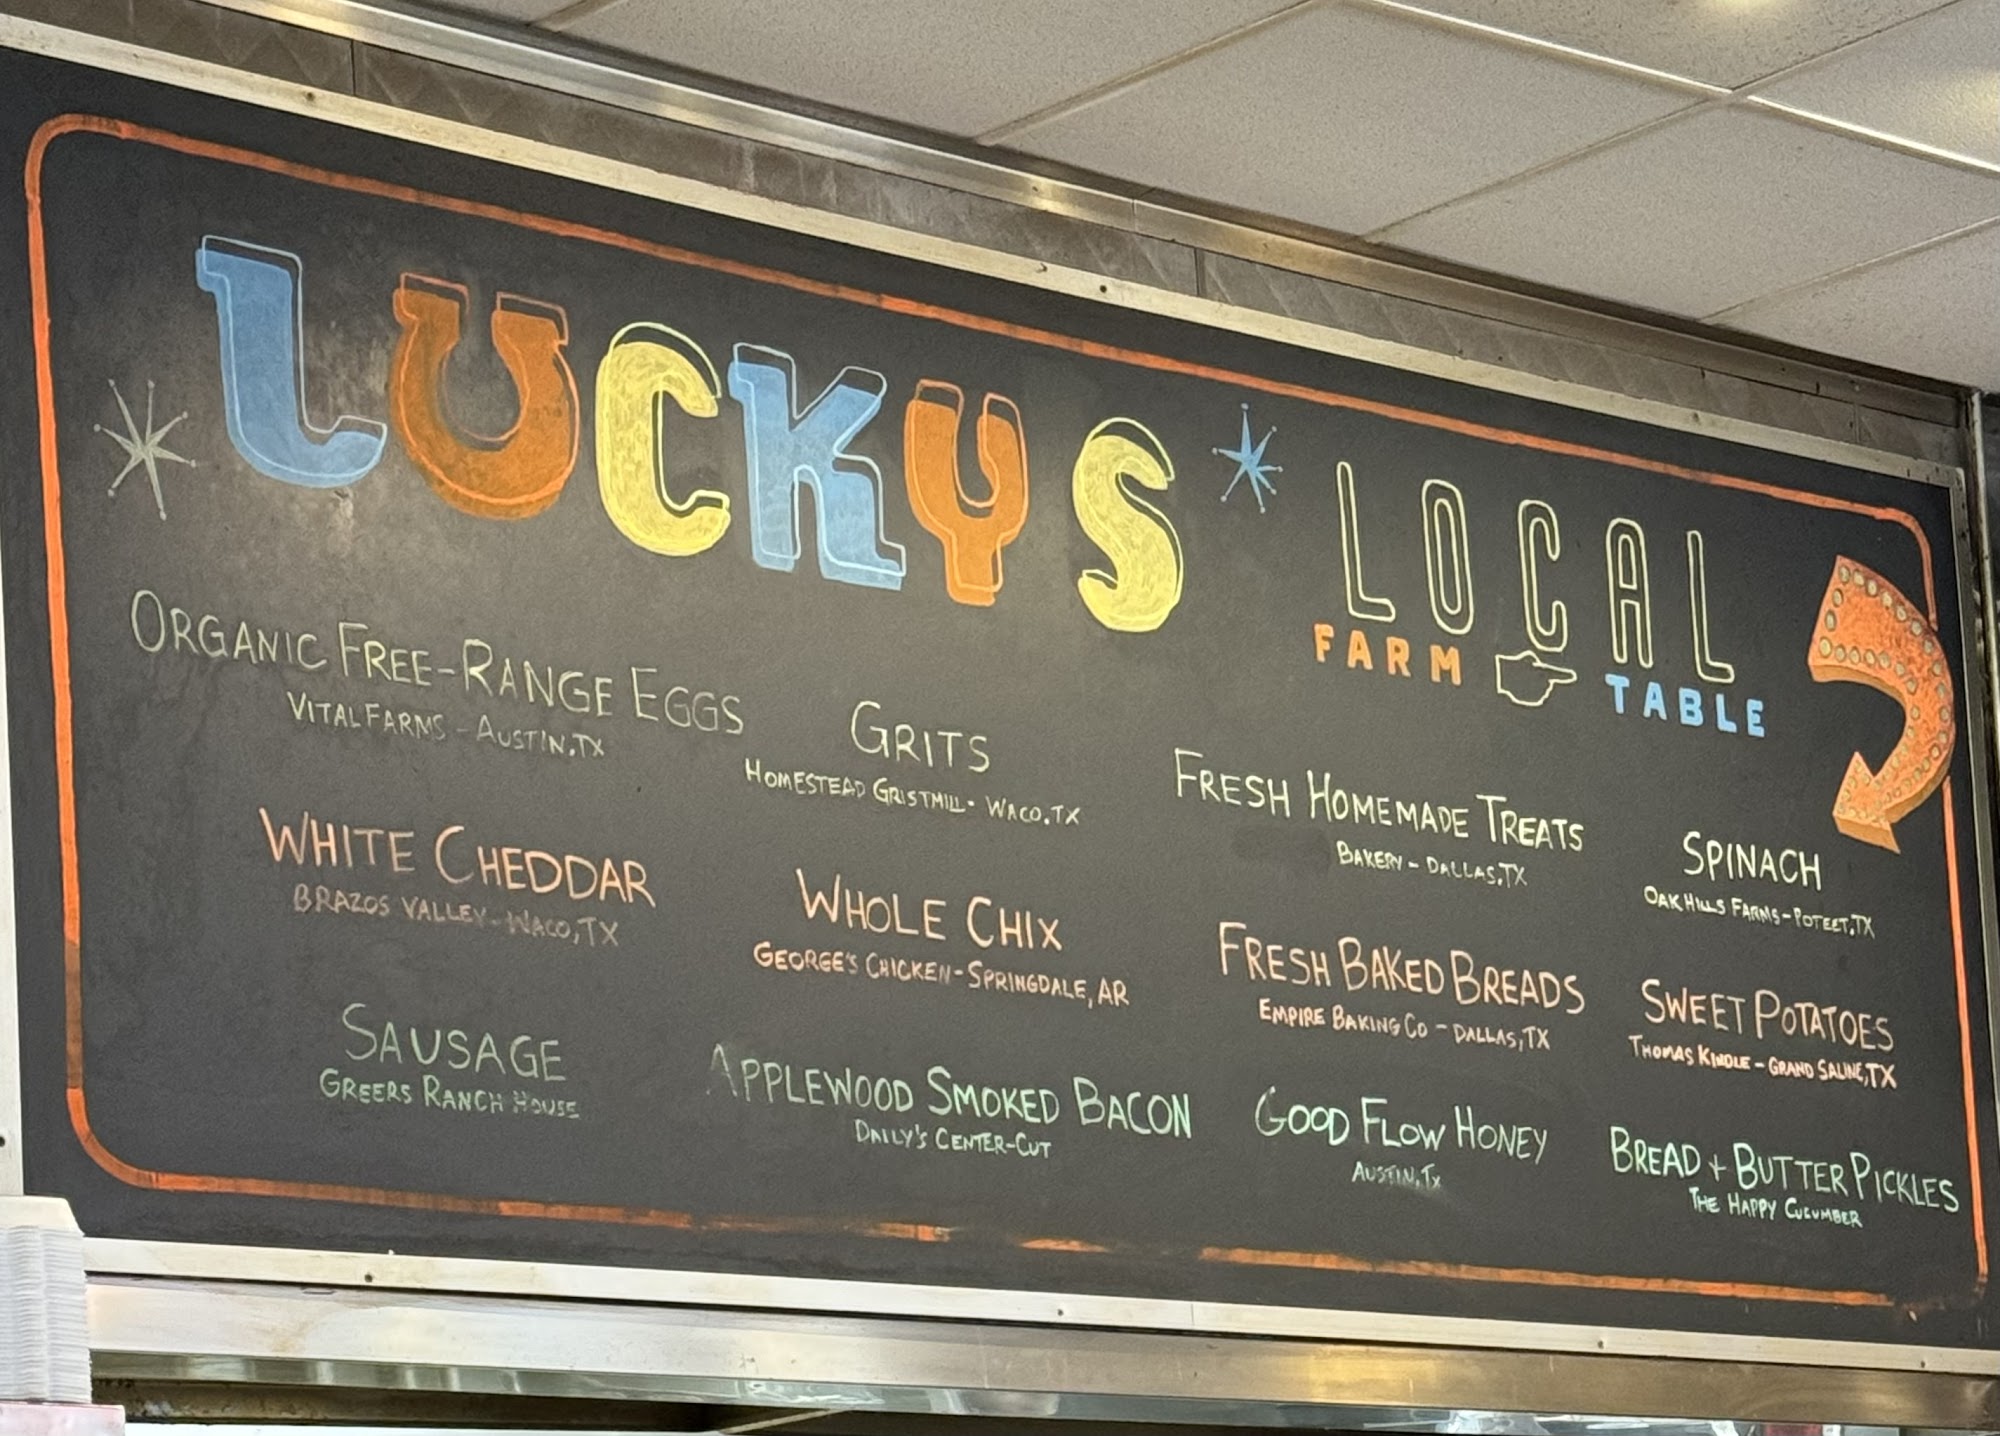 LUCKYS
LOCAL
FARM TABLE
ORGANIC FREE-RANGE EGGS
VITAL FARMS - AUSTIN, TX
WHITE CHEDDAR
BRAZOS VALLEY - WACO, TX
SAUSAGE
GREERS RANCH HOUSE
GRITS
HOMESTEAD GRISTMILL - WACO, TX
WHOLE CHIX
GEORGE'S CHICKEN - SPRINGDALE, AR
APPLEWOOD SMOKED BACON
DAILY'S CENTER-CUT
FRESH HOMEMADE TREATS
BAKERY - DALLAS, TX
FRESH BAKED BREADS
EMPIRE BAKING CO - DALLAS, TX
GOOD FLOW HONEY
AUSTIN, TX
SPINACH
OAK HILLS FARMS - POTEET, TX
SWEET POTATOES
THOMAS KINDLE - GRAND SALINE, TX
BREAD + BUTTER PICKLES
THE HAPPY CUCUMBER